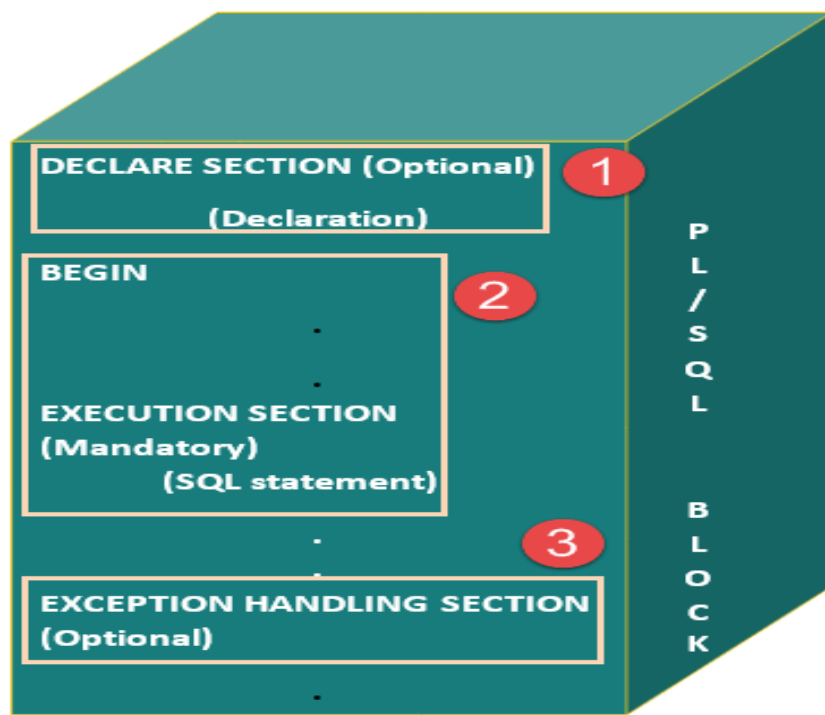 DECLARE SECTION (Optional)
1
(Declaration)
BEGIN
2
.
.
EXECUTION SECTION
(Mandatory)
(SQL statement)
.
3
.
EXCEPTION HANDLING SECTION
(Optional)
.
P
L
/
S
Q
L
B
L
O
C
K